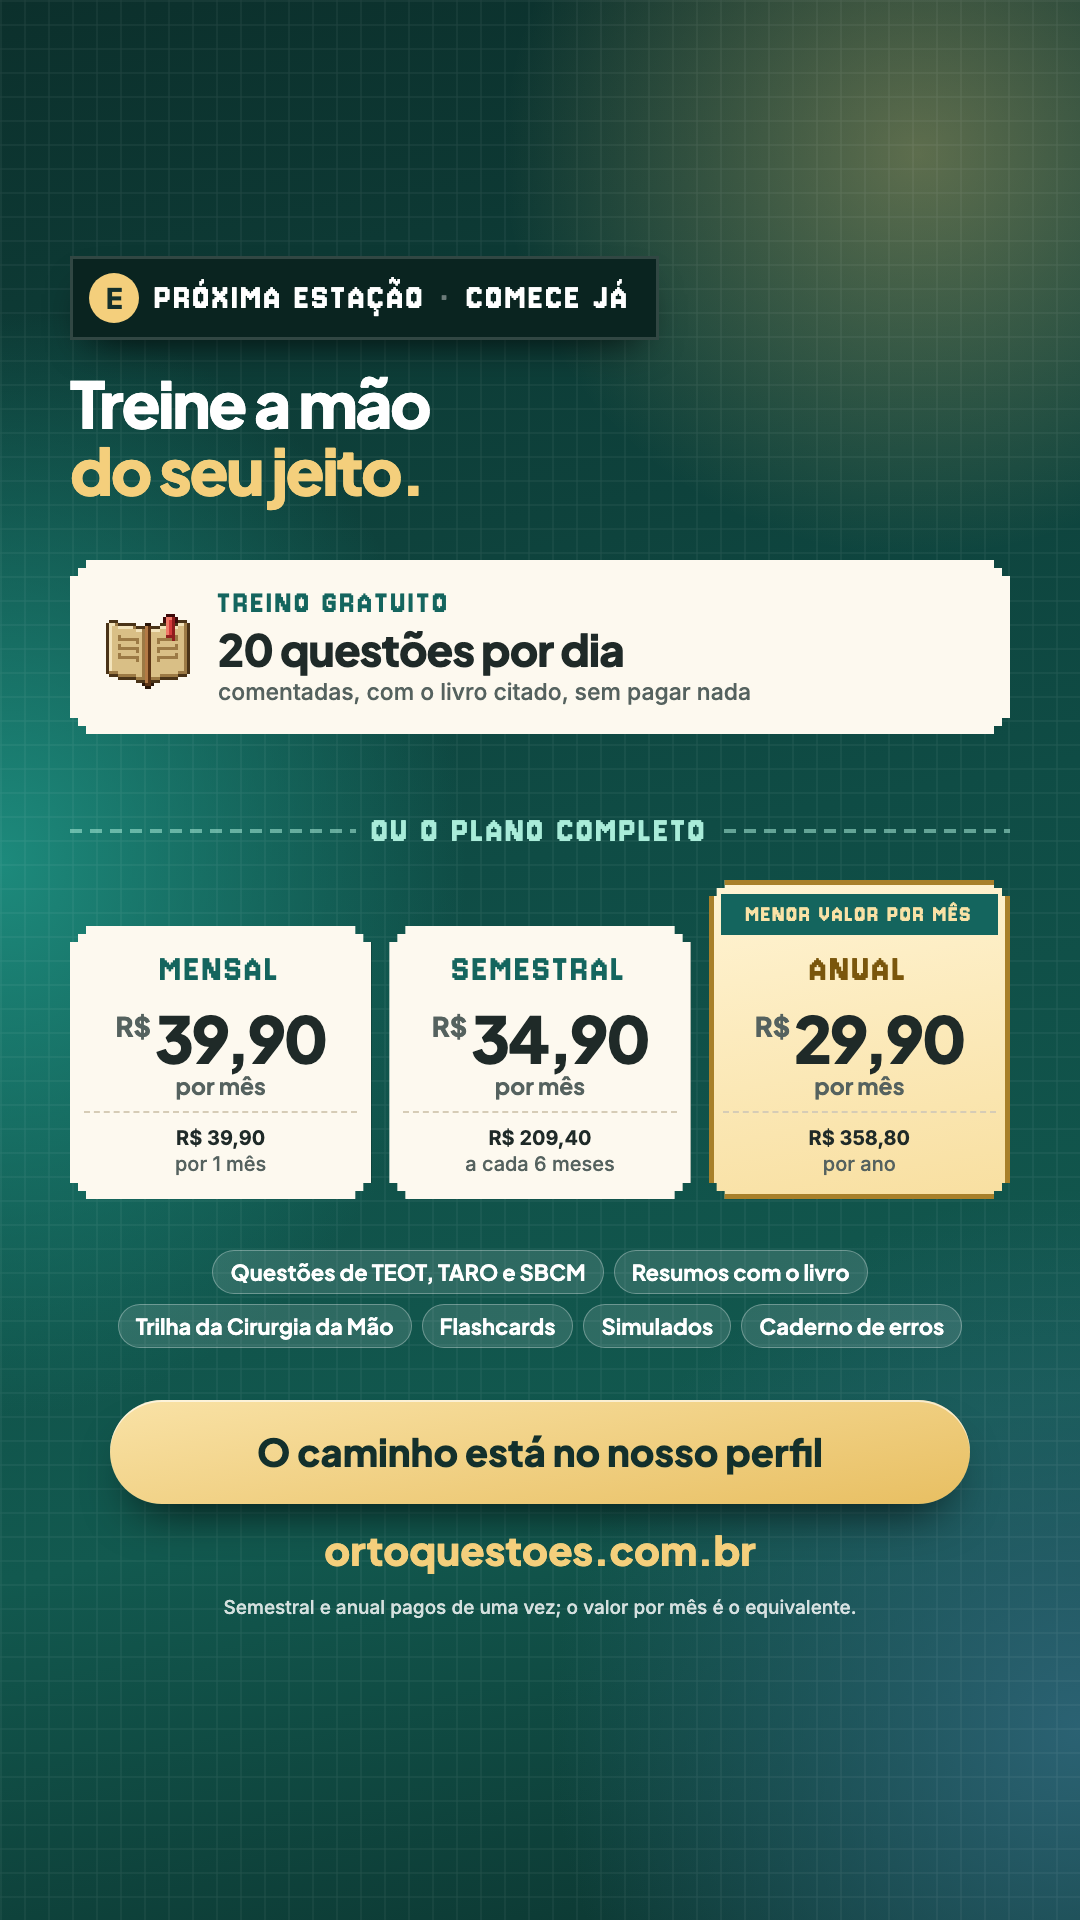 E PRÓXIMA ESTAÇÃO · COMECE JÁ
Treine a mão
do seu jeito.
TREINO GRATUITO
20 questões por dia
comentadas, com o livro citado, sem pagar nada
OU O PLANO COMPLETO
MENSAL
R$ 39,90
por mês
R$ 39,90
por 1 mês
SEMESTRAL
R$ 34,90
por mês
R$ 209,40
a cada 6 meses
MENOR VALOR POR MÊS
ANUAL
R$ 29,90
por mês
R$ 358,80
por ano
Questões de TEOT, TARO e SBCM
Resumos com o livro
Trilha da Cirurgia da Mão
Flashcards
Simulados
Caderno de erros
O caminho está no nosso perfil
ortoquestoes.com.br
Semestral e anual pagos de uma vez; o valor por mês é o equivalente.